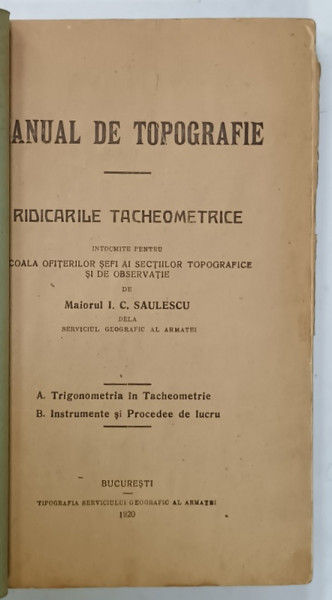 ANUAL DE TOPOGRAFIE
RIDICARILE TACHEOMETRICE
INTOCMITE PENTRU
COALA OFIȚERILOR ȘEFI AI SECȚIILOR TOPOGRAFICE
ȘI DE OBSERVAȚIE
DE
Maiorul I. C. SAULESCU
DELA
SERVICIUL GEOGRAFIC AL ARMATEI
A. Trigonometria în Tacheometrie
B. Instrumente și Procedee de lucru
BUCUREȘTI
TIPOGRAFIA SERVICIULUI GEOGRAFIC AL ARMATEI
1920